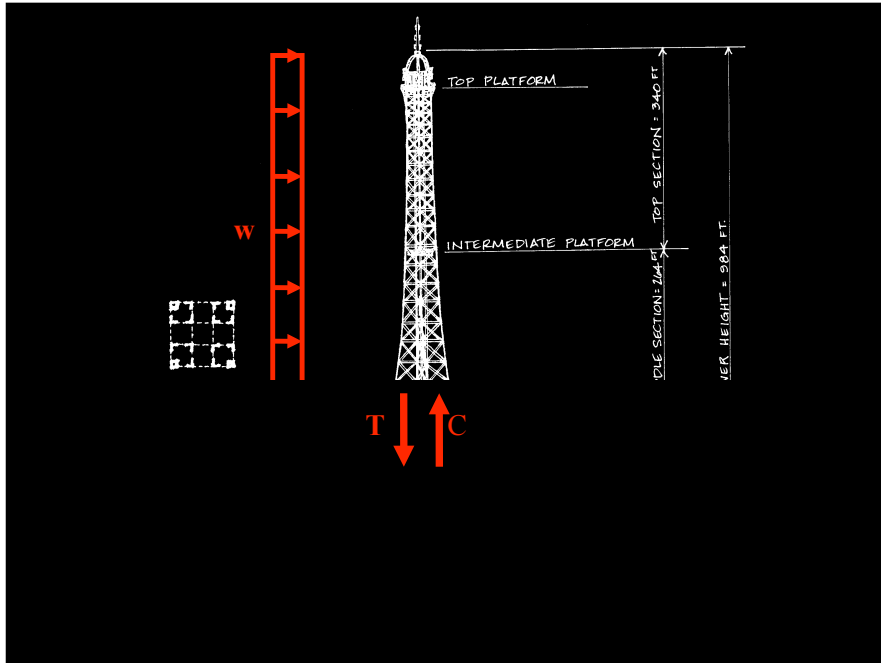 TOP PLATFORM
TOP SECTION = 340 FT
w
INTERMEDIATE PLATFORM
DLE SECTION = 264 FT
VER HEIGHT = 984 FT.
T
C